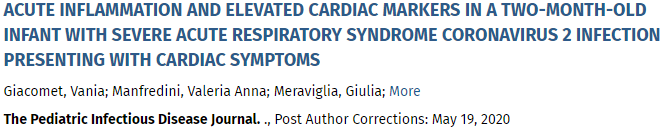 ACUTE INFLAMMATION AND ELEVATED CARDIAC MARKERS IN A TWO-MONTH-OLD
INFANT WITH SEVERE ACUTE RESPIRATORY SYNDROME CORONAVIRUS 2 INFECTION
PRESENTING WITH CARDIAC SYMPTOMS
Giacomet, Vania; Manfredini, Valeria Anna; Meraviglia, Giulia; More
The Pediatric Infectious Disease Journal. ., Post Author Corrections: May 19, 2020